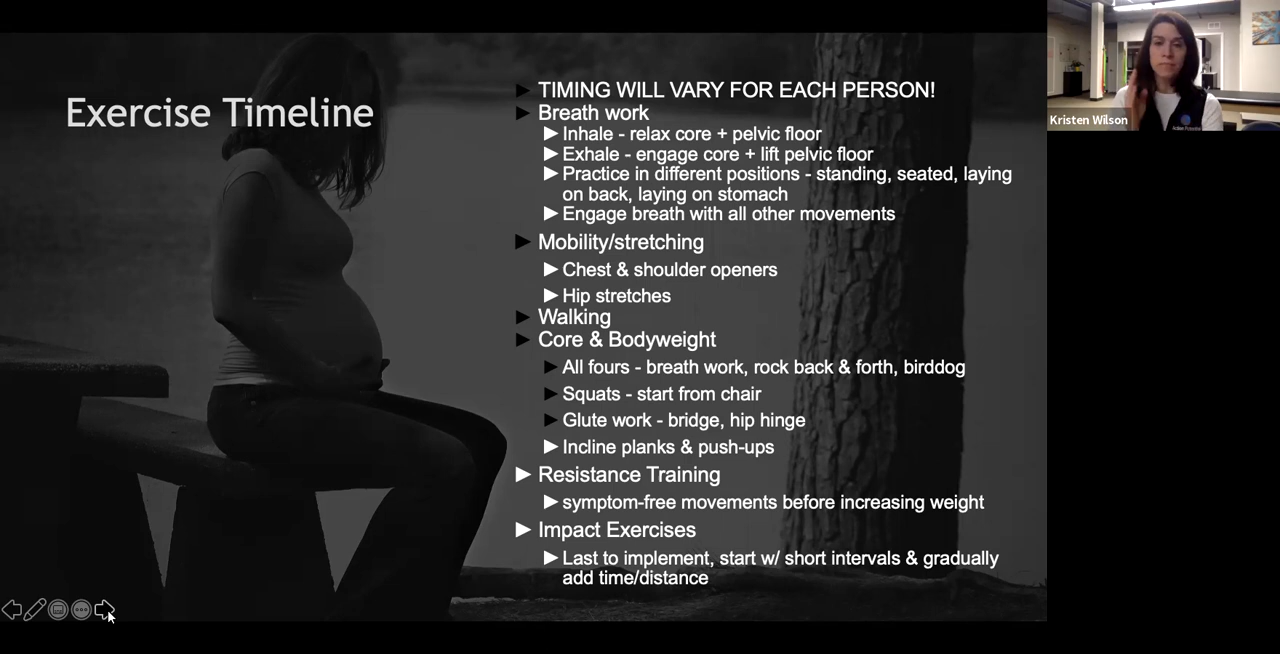 Exercise Timeline
TIMING WILL VARY FOR EACH PERSON!
Breath work
Inhale - relax core + pelvic floor
Exhale - engage core + lift pelvic floor
Practice in different positions - standing, seated, laying
on back, laying on stomach
Engage breath with all other movements
Mobility/stretching
Chest & shoulder openers
Hip stretches
Walking
Core & Bodyweight
All fours - breath work, rock back & forth, birddog
Squats - start from chair
Glute work - bridge, hip hinge
Incline planks & push-ups
Resistance Training
symptom-free movements before increasing weight
Impact Exercises
Last to implement, start w/ short intervals & gradually
add time/distance
Kristen Wilson